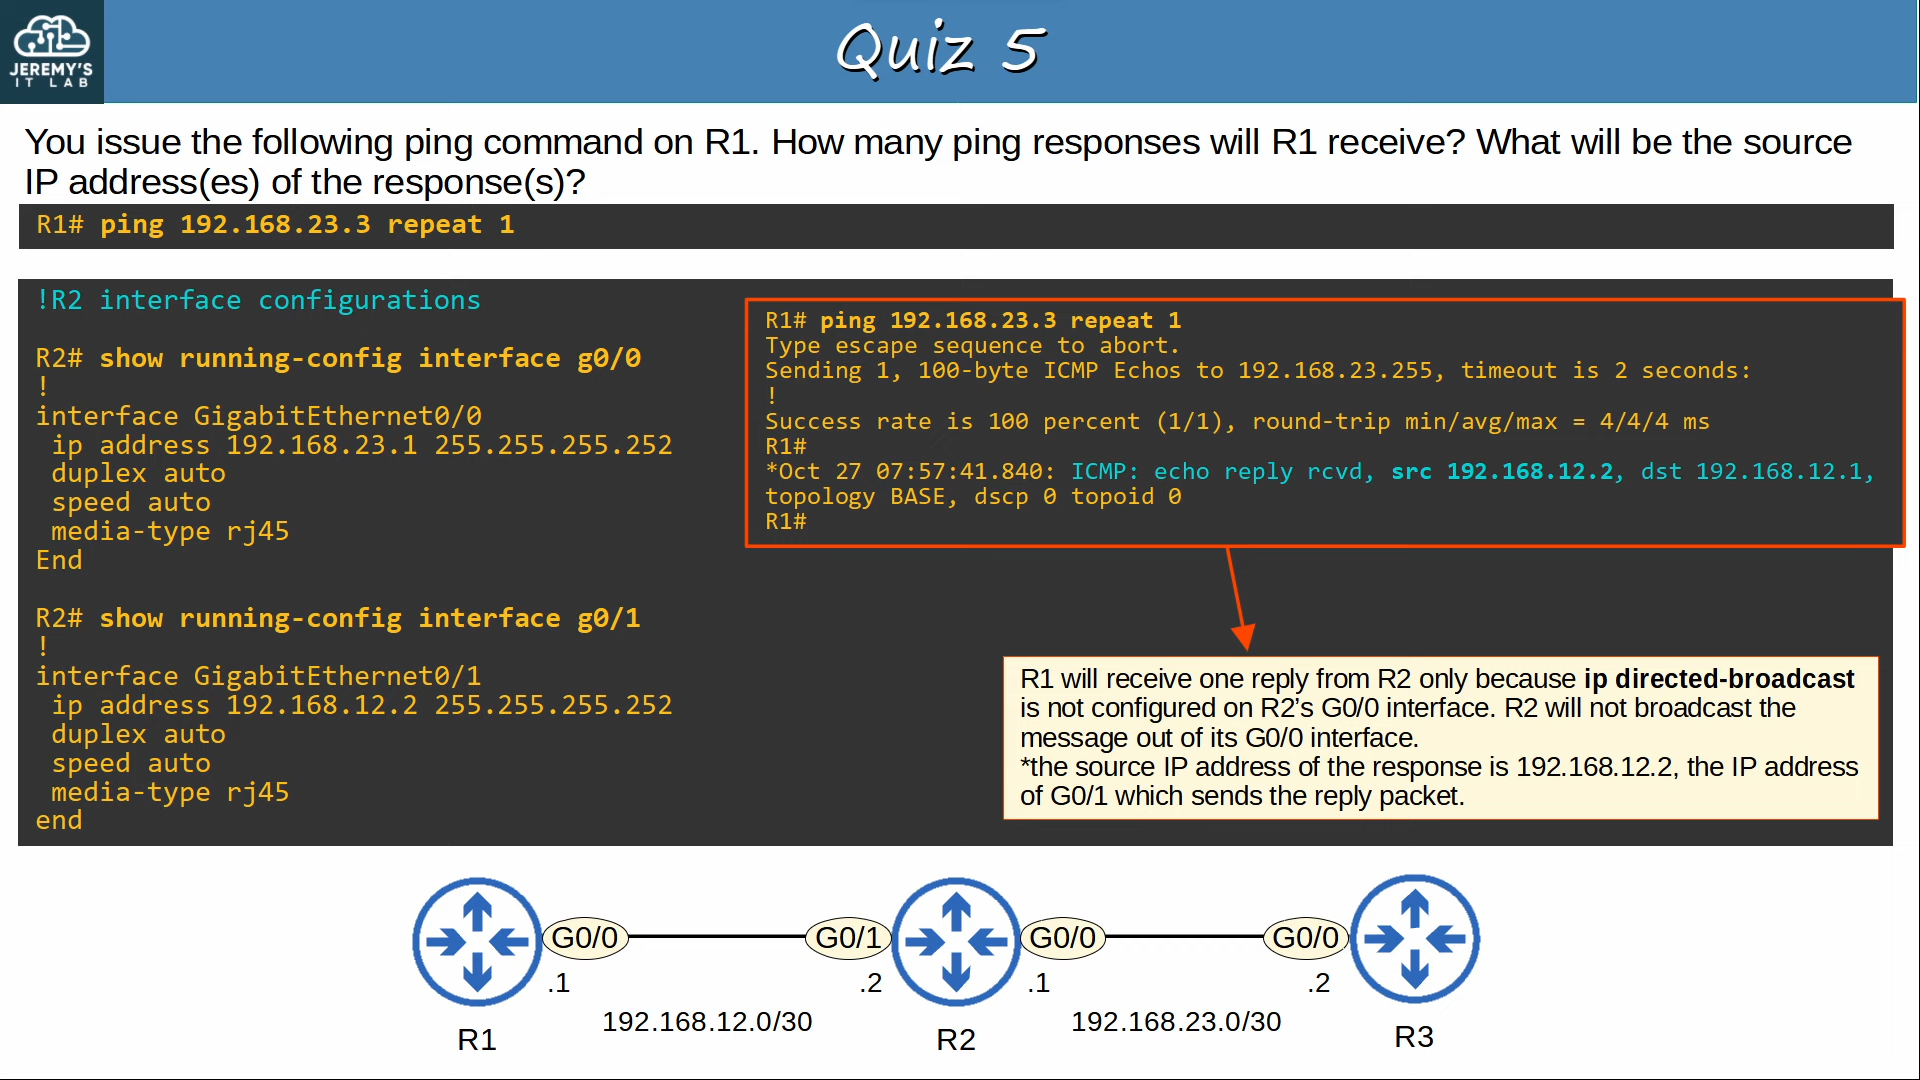 JEREMY'S
IT LAB
Quiz 5
You issue the following ping command on R1. How many ping responses will R1 receive? What will be the source
IP address(es) of the response(s)?
R1# ping 192.168.23.3 repeat 1
!R2 interface configurations
R2# show running-config interface g0/0
!
interface GigabitEthernet0/0
ip address 192.168.23.1 255.255.255.252
duplex auto
speed auto
media-type rj45
End
R2# show running-config interface g0/1
!
interface GigabitEthernet0/1
ip address 192.168.12.2 255.255.255.252
duplex auto
speed auto
media-type rj45
end
R1# ping 192.168.23.3 repeat 1
Type escape sequence to abort.
Sending 1, 100-byte ICMP Echos to 192.168.23.255, timeout is 2 seconds:
!
Success rate is 100 percent (1/1), round-trip min/avg/max = 4/4/4 ms
R1#
*Oct 27 07:57:41.840: ICMP: echo reply rcvd, src 192.168.12.2, dst 192.168.12.1,
topology BASE, dscp 0 topoid 0
R1#
R1 will receive one reply from R2 only because ip directed-broadcast
is not configured on R2’s G0/0 interface. R2 will not broadcast the
message out of its G0/0 interface.
*the source IP address of the response is 192.168.12.2, the IP address
of G0/1 which sends the reply packet.
G0/0
G0/1
G0/0
G0/0
.1
.2
.1
.2
192.168.12.0/30
192.168.23.0/30
R1
R2
R3